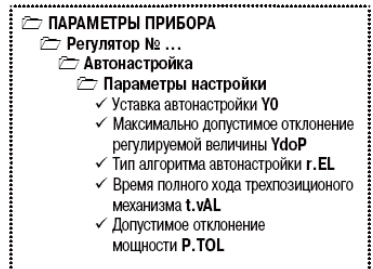 ПАРАМЕТРЫ ПРИБОРА
Регулятор № ...
Автонастройка
Параметры настройки
✓ Уставка автонастройки Y0
✓ Максимально допустимое отклонение
регулируемой величины YdoP
✓ Тип алгоритма автонастройки r.EL
✓ Время полного хода трехпозиционого
механизма t.vAL
✓ Допустимое отклонение
мощности P.TOL